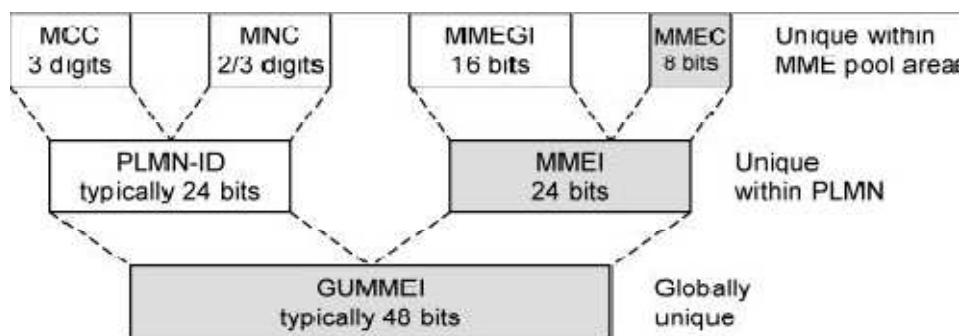 MCC
3 digits
MNC
2/3 digits
MMEGI
16 bits
MMEC
8 bits
Unique within
MME pool area
PLMN-ID
typically 24 bits
MMEI
24 bits
Unique
within PLMN
GUMMEI
typically 48 bits
Globally
unique